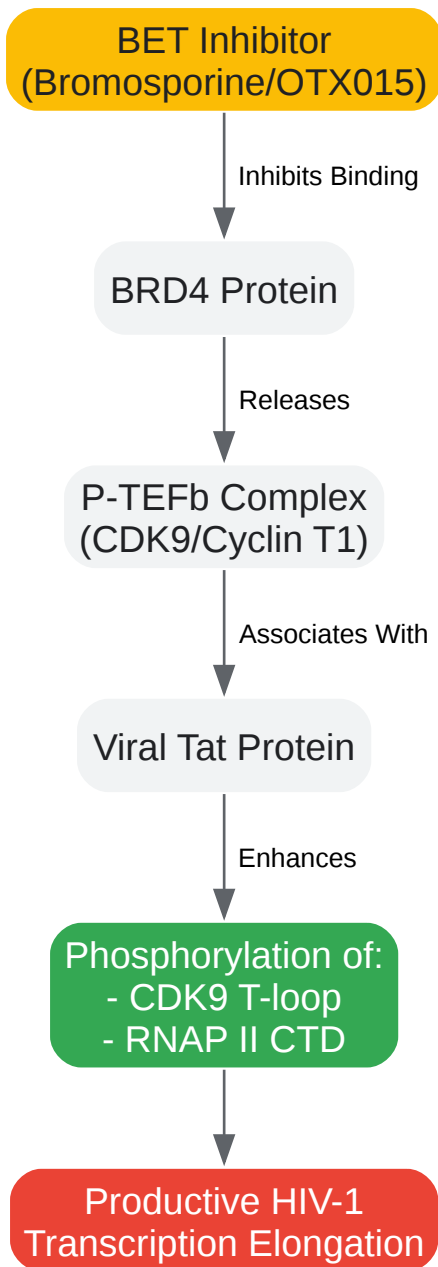 BET Inhibitor
(Bromosporine/OTX015)
Inhibits Binding
BRD4 Protein
Releases
P-TEFb Complex
(CDK9/Cyclin T1)
Associates With
Viral Tat Protein
Enhances
Phosphorylation of:
- CDK9 T-loop
- RNAP II CTD
Productive HIV-1
Transcription Elongation